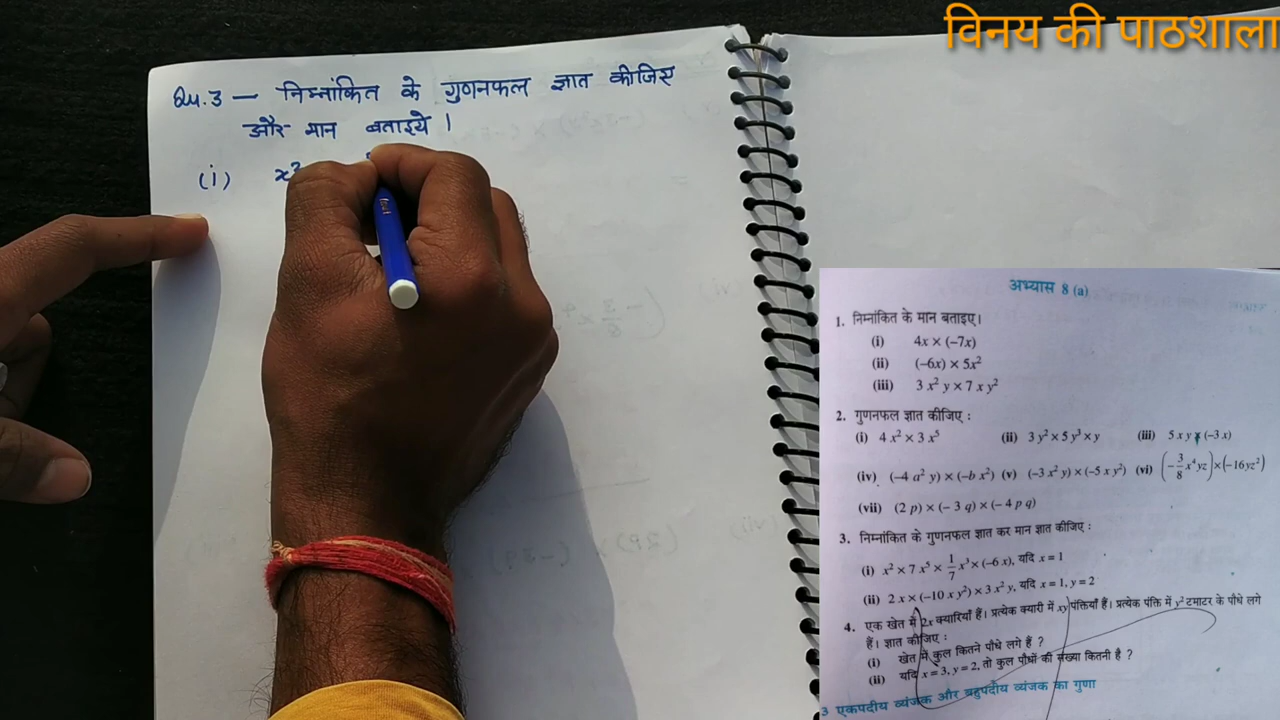 विनय की पाठशाला
Qu.3 — निम्नांकित के गुणनफल ज्ञात कीजिए
और मान बताइये ।
(i) x²
अभ्यास 8 (a)
1. निम्नांकित के मान बताइए।
(i) 4x × (−7x)
(ii) (−6x) × 5x²
(iii) 3 x² y × 7 x y²
2. गुणनफल ज्ञात कीजिए :
(i) 4 x² × 3 x⁵ (ii) 3 y² × 5 y³ × y (iii) 5 x y × (−3 x)
(iv) (−4 a² y) × (−b x²) (v) (−3 x² y) × (−5 x y²) (vi) (−3/8 x⁴ yz) × (−16 yz²)
(vii) (2 p) × (− 3 q) × (− 4 p q)
3. निम्नांकित के गुणनफल ज्ञात कर मान ज्ञात कीजिए :
(i) x² × 7 x⁵ × 1/7 x³ × (−6 x), यदि x = 1
(ii) 2 x × (−10 x y²) × 3 x² y, यदि x = 1, y = 2
4. एक खेत में 2x क्यारियाँ हैं। प्रत्येक क्यारी में xy पंक्तियाँ हैं। प्रत्येक पंक्ति में y² टमाटर के पौधे लगे
हैं। ज्ञात कीजिए :
(i) खेत में कुल कितने पौधे लगे हैं ?
(ii) यदि x = 3, y = 2, तो कुल पौधों की संख्या कितनी है ?
3 एकपदीय व्यंजक और बहुपदीय व्यंजक का गुणा